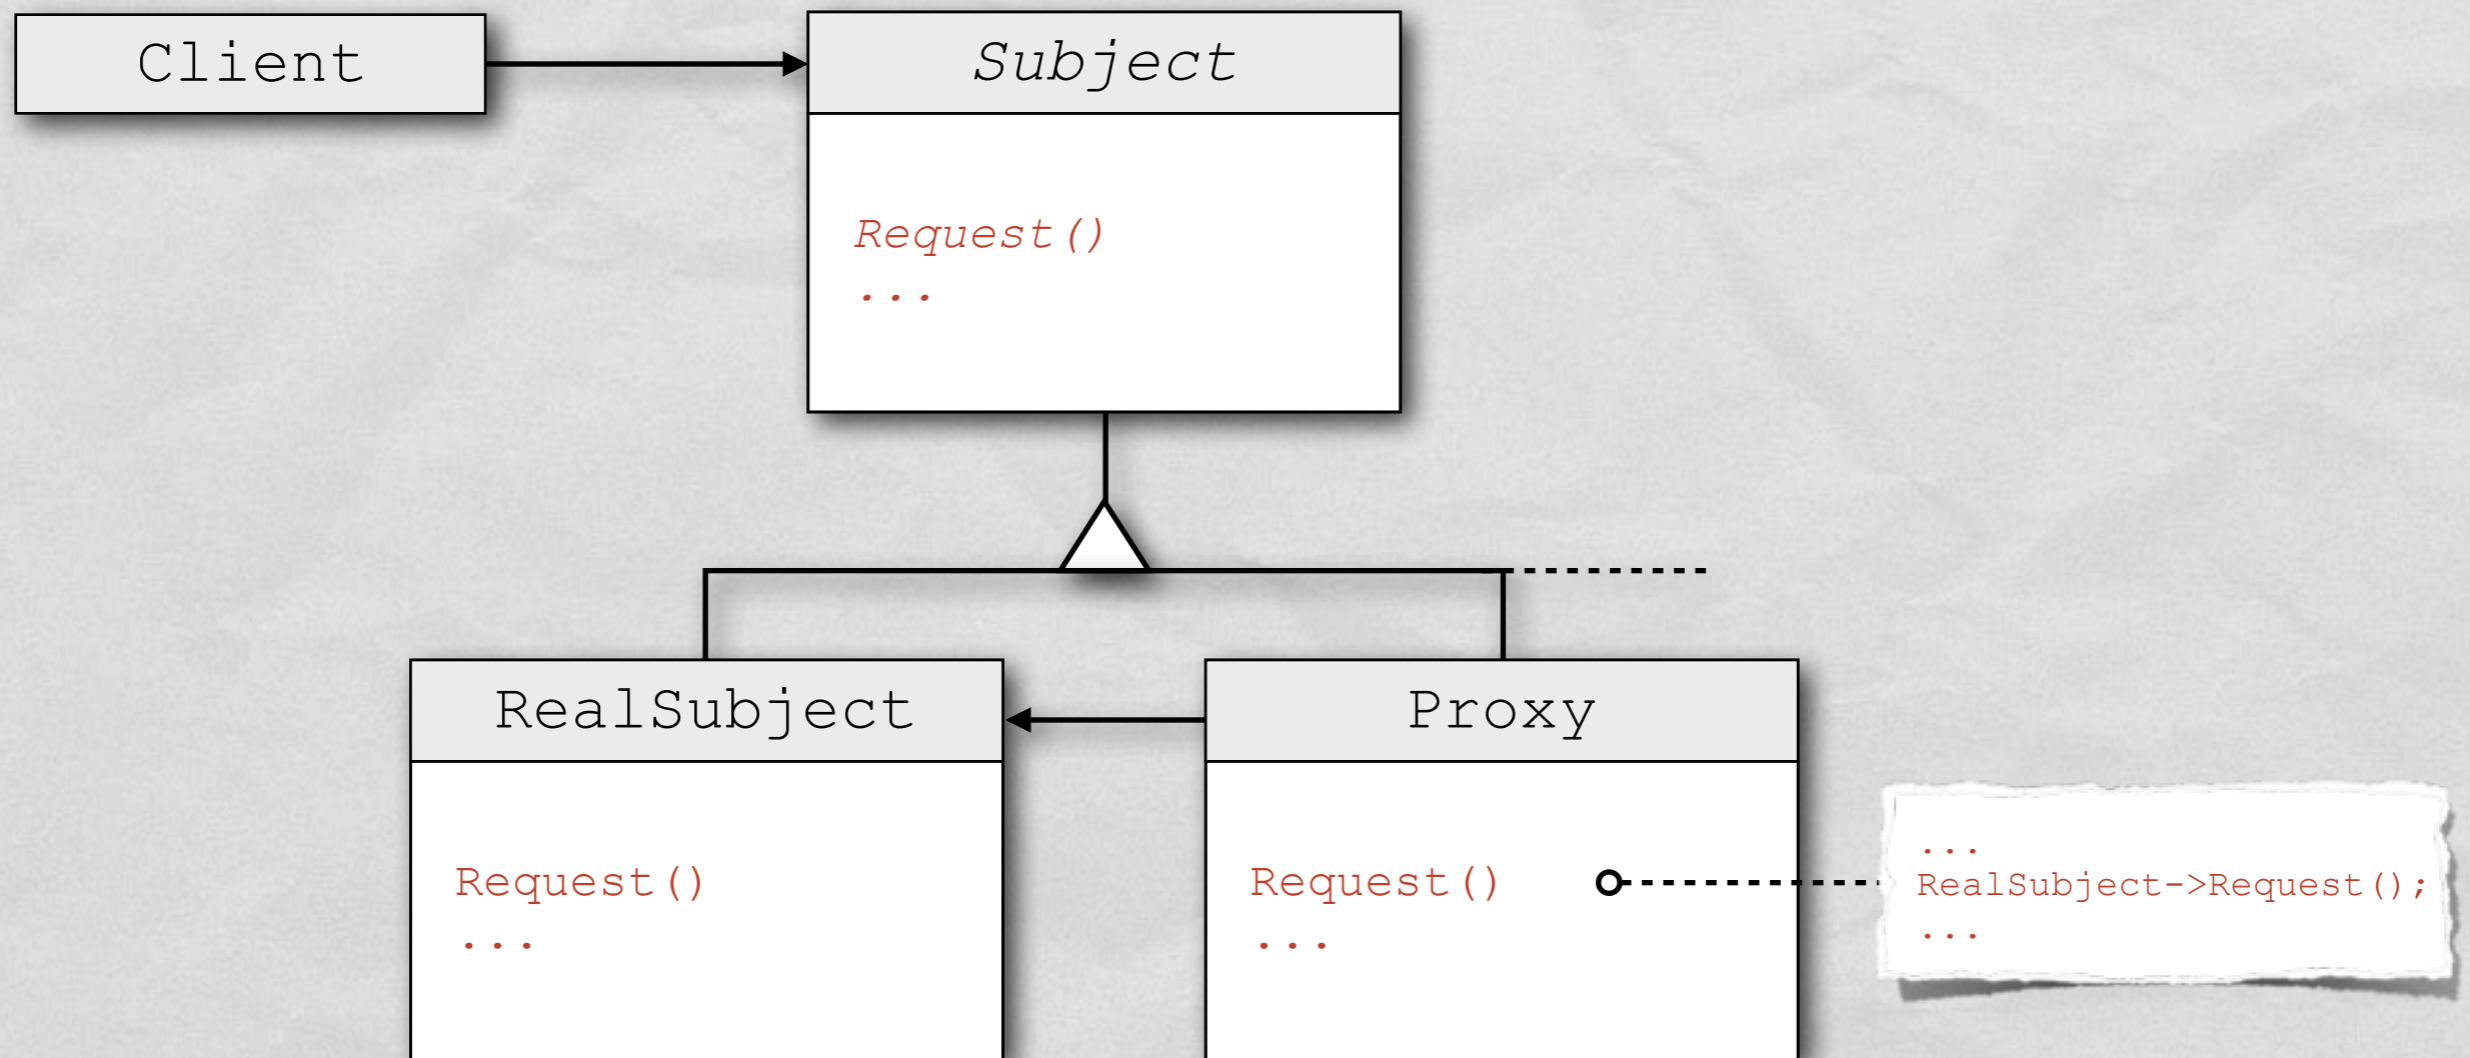 Client
Subject
Request()
...
RealSubject
Proxy
Request()
...
Request()
...
...
RealSubject->Request();
...